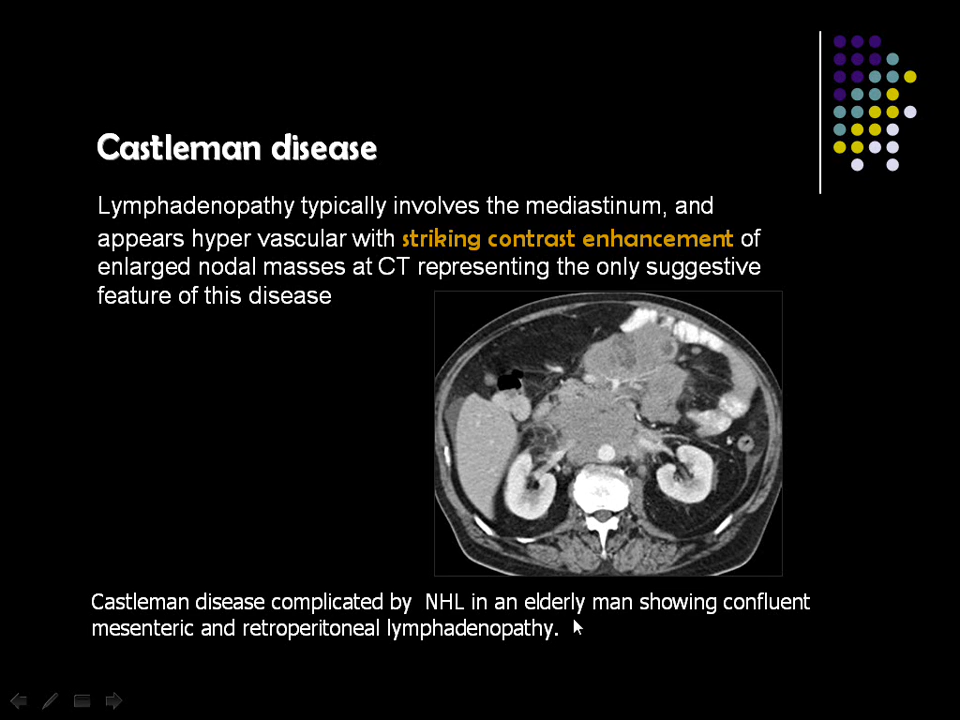 Castleman disease
Lymphadenopathy typically involves the mediastinum, and
appears hyper vascular with striking contrast enhancement of
enlarged nodal masses at CT representing the only suggestive
feature of this disease
Castleman disease complicated by NHL in an elderly man showing confluent
mesenteric and retroperitoneal lymphadenopathy.